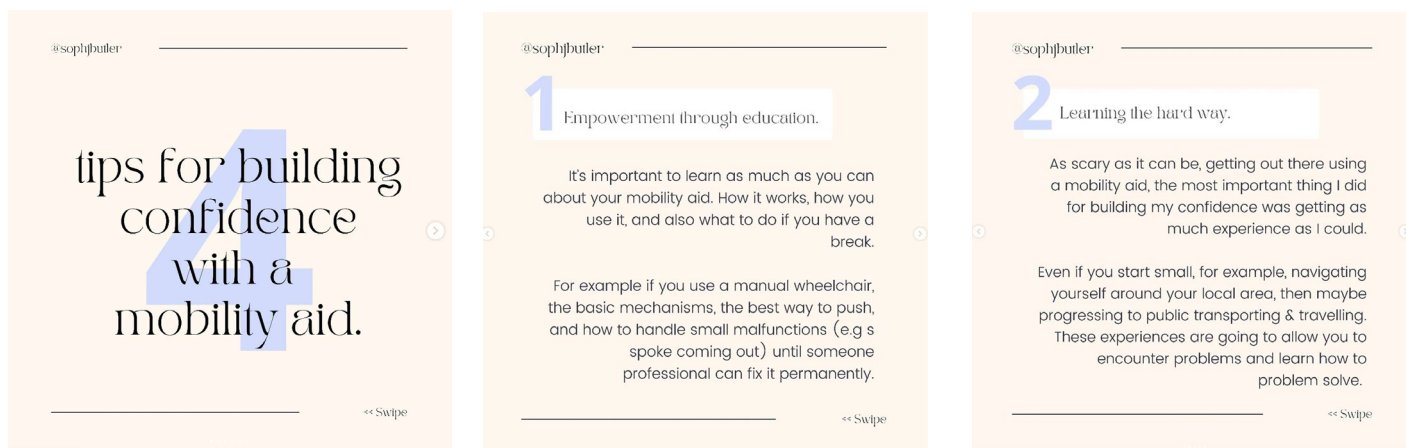 @sophjbutler
4
tips for building
confidence
with a
mobility aid.
<< Swipe
@sophjbutler
1
Empowerment through education.
It's important to learn as much as you can
about your mobility aid. How it works, how you
use it, and also what to do if you have a
break.
For example if you use a manual wheelchair,
the basic mechanisms, the best way to push,
and how to handle small malfunctions (e.g s
spoke coming out) until someone
professional can fix it permanently.
<< Swipe
@sophjbutler
2
Learning the hard way.
As scary as it can be, getting out there using
a mobility aid, the most important thing I did
for building my confidence was getting as
much experience as I could.
Even if you start small, for example, navigating
yourself around your local area, then maybe
progressing to public transporting & travelling.
These experiences are going to allow you to
encounter problems and learn how to
problem solve.
<< Swipe